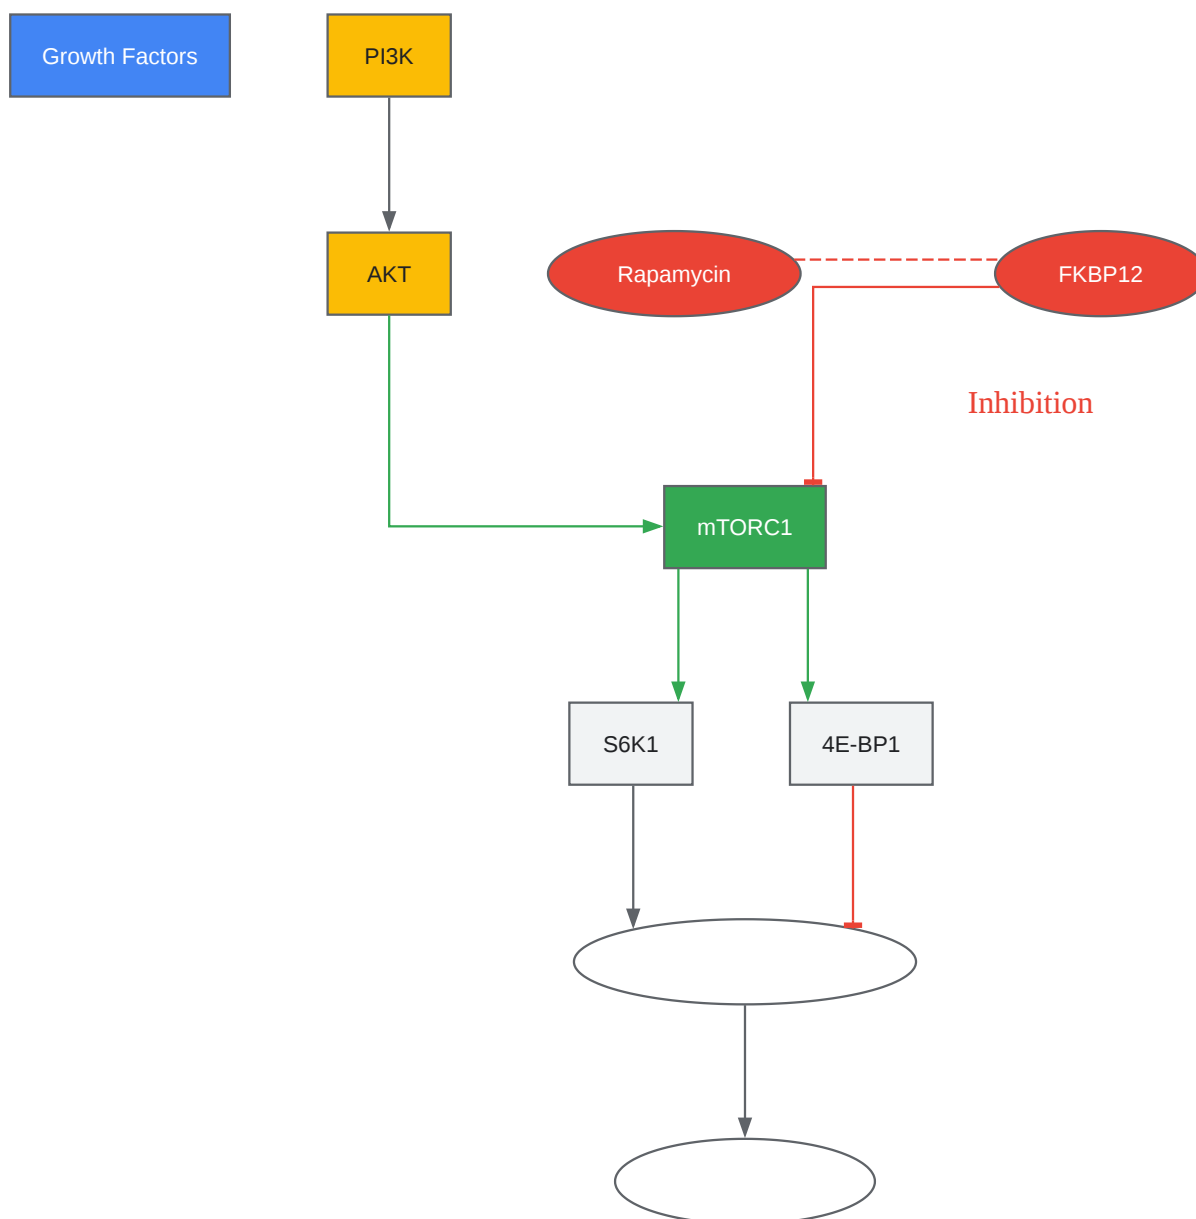 Growth Factors
PI3K
AKT
Rapamycin
FKBP12
Inhibition
mTORC1
S6K1
4E-BP1